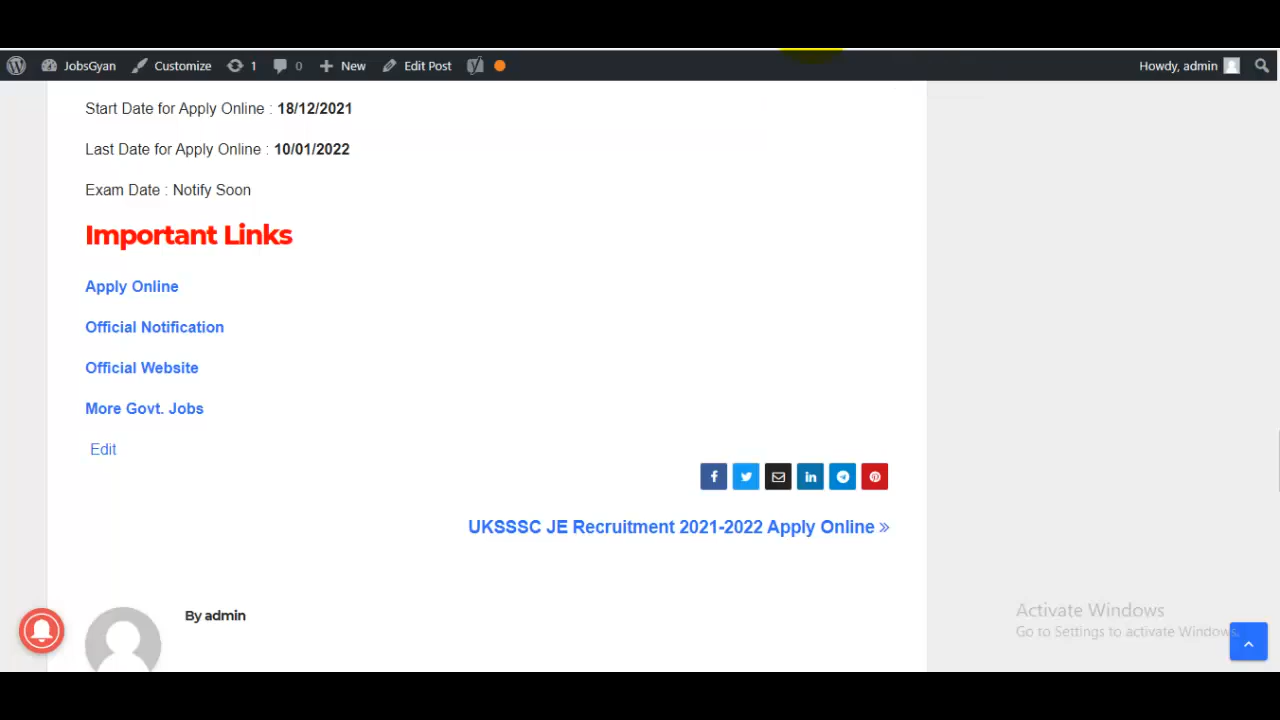 JobsGyan Customize 1 0 New Edit Post Howdy, admin
Start Date for Apply Online : 18/12/2021
Last Date for Apply Online : 10/01/2022
Exam Date : Notify Soon
Important Links
Apply Online
Official Notification
Official Website
More Govt. Jobs
Edit
UKSSSC JE Recruitment 2021-2022 Apply Online »
By admin
Activate Windows
Go to Settings to activate Windows.